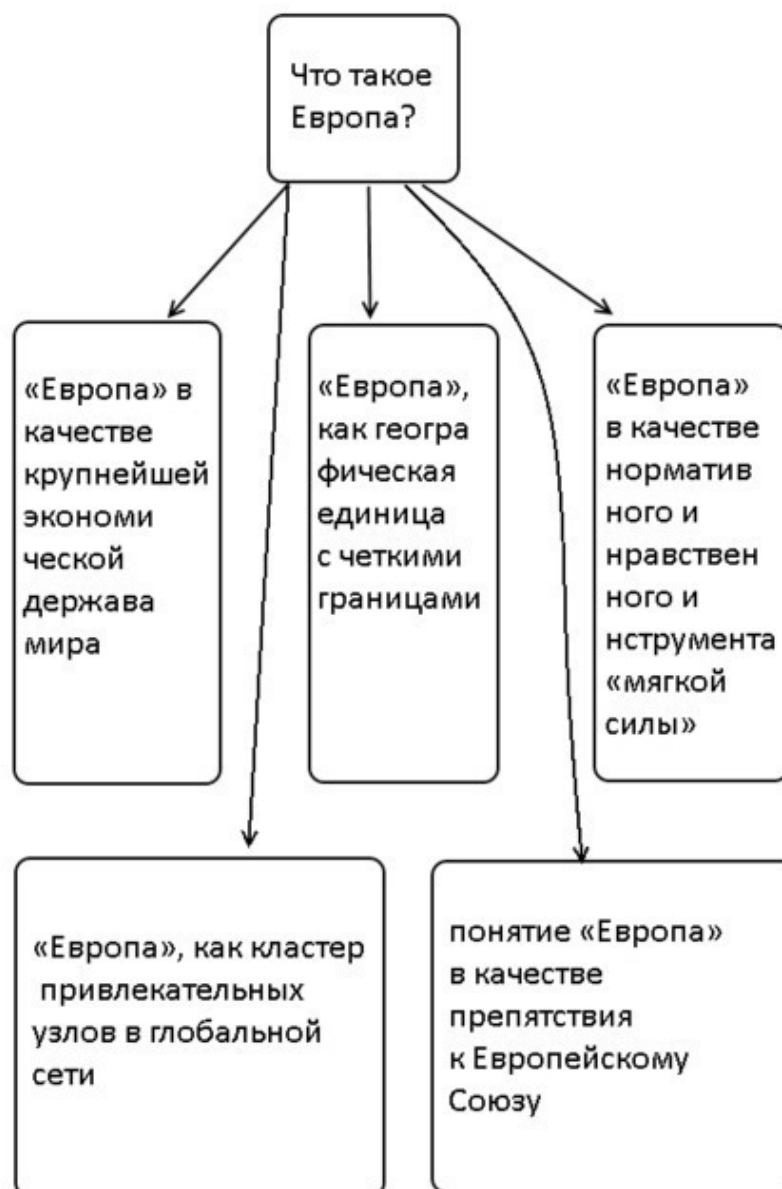 Что такое
Европа?
«Европа» в
качестве
крупнейшей
экономи
ческой
держава
мира
«Европа»,
как геогра
фическая
единица
с четкими
границами
«Европа»
в качестве
норматив
ного и
нравствен
ного и
нструмента
«мягкой
силы»
«Европа», как кластер
привлекательных
узлов в глобальной
сети
понятие «Европа»
в качестве
препятствия
к Европейскому
Союзу